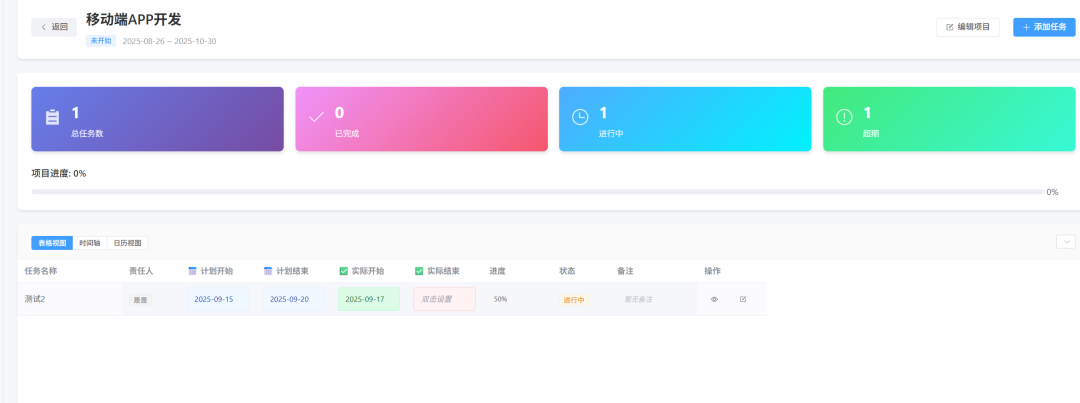 返回
移动端APP开发
未开始 2025-08-26 ~ 2025-10-30
编辑项目
添加任务
1
总任务数
0
已完成
1
进行中
1
超期
项目进度: 0%
0%
表格视图 时间轴 日历视图
任务名称 责任人 计划开始 计划结束 实际开始 实际结束 进度 状态 备注 操作
测试2 2025-09-15 2025-09-20 2025-09-17 双击设置 50% 进行中 暂无备注